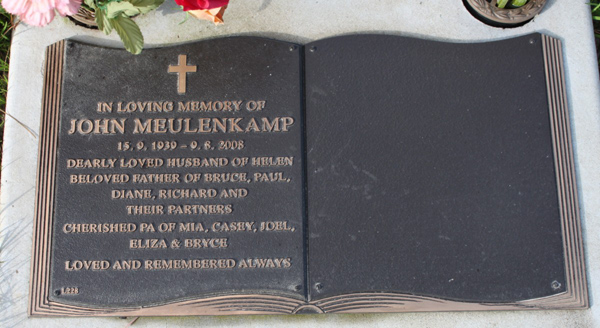 IN LOVING MEMORY OF
JOHN MEULENKAMP
15. 9. 1939 – 9. 8. 2008
DEARLY LOVED HUSBAND OF HELEN
BELOVED FATHER OF BRUCE, PAUL,
DIANE, RICHARD AND
THEIR PARTNERS
CHERISHED PA OF MIA, CASEY, JOEL,
ELIZA & BRYCE
LOVED AND REMEMBERED ALWAYS